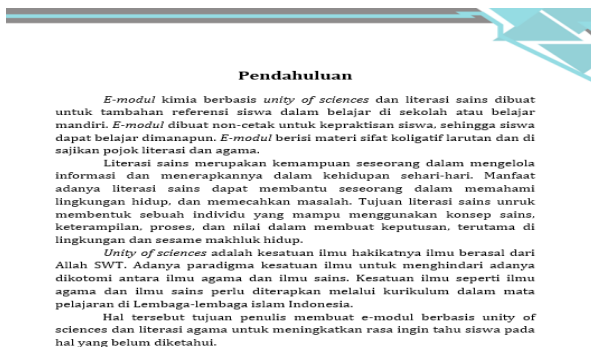 Pendahuluan
E-modul kimia berbasis unity of sciences dan literasi sains dibuat
untuk tambahan referensi siswa dalam belajar di sekolah atau belajar
mandiri. E-modul dibuat non-cetak untuk kepraktisan siswa, sehingga siswa
dapat belajar dimanapun. E-modul berisi materi sifat koligatif larutan dan di
sajikan pojok literasi dan agama.
Literasi sains merupakan kemampuan seseorang dalam mengelola
informasi dan menerapkannya dalam kehidupan sehari-hari. Manfaat
adanya literasi sains dapat membantu seseorang dalam memahami
lingkungan hidup, dan memecahkan masalah. Tujuan literasi sains unruk
membentuk sebuah individu yang mampu menggunakan konsep sains,
keterampilan, proses, dan nilai dalam membuat keputusan, terutama di
lingkungan dan sesame makhluk hidup.
Unity of sciences adalah kesatuan ilmu hakikatnya ilmu berasal dari
Allah SWT. Adanya paradigma kesatuan ilmu untuk menghindari adanya
dikotomi antara ilmu agama dan ilmu sains. Kesatuan ilmu seperti ilmu
agama dan ilmu sains perlu diterapkan melalui kurikulum dalam mata
pelajaran di Lembaga-lembaga islam Indonesia.
Hal tersebut tujuan penulis membuat e-modul berbasis unity of
sciences dan literasi agama untuk meningkatkan rasa ingin tahu siswa pada
hal yang belum diketahui.